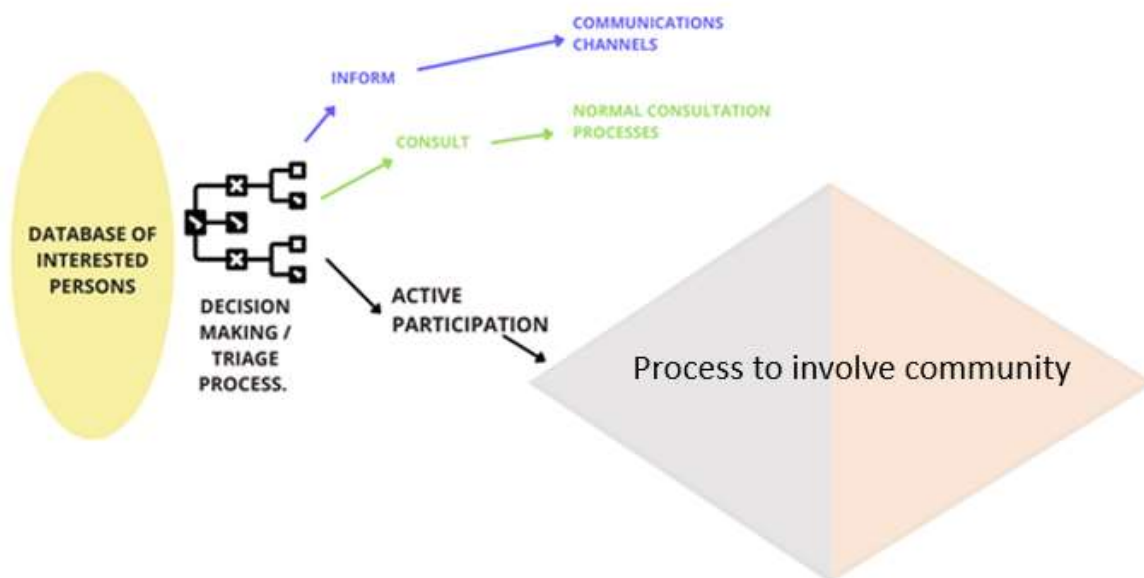 COMMUNICATIONS
CHANNELS
INFORM
NORMAL CONSULTATION
PROCESSES
CONSULT
DATABASE OF
INTERESTED
PERSONS
DECISION
MAKING /
TRIAGE
PROCESS.
ACTIVE
PARTICIPATION
Process to involve community